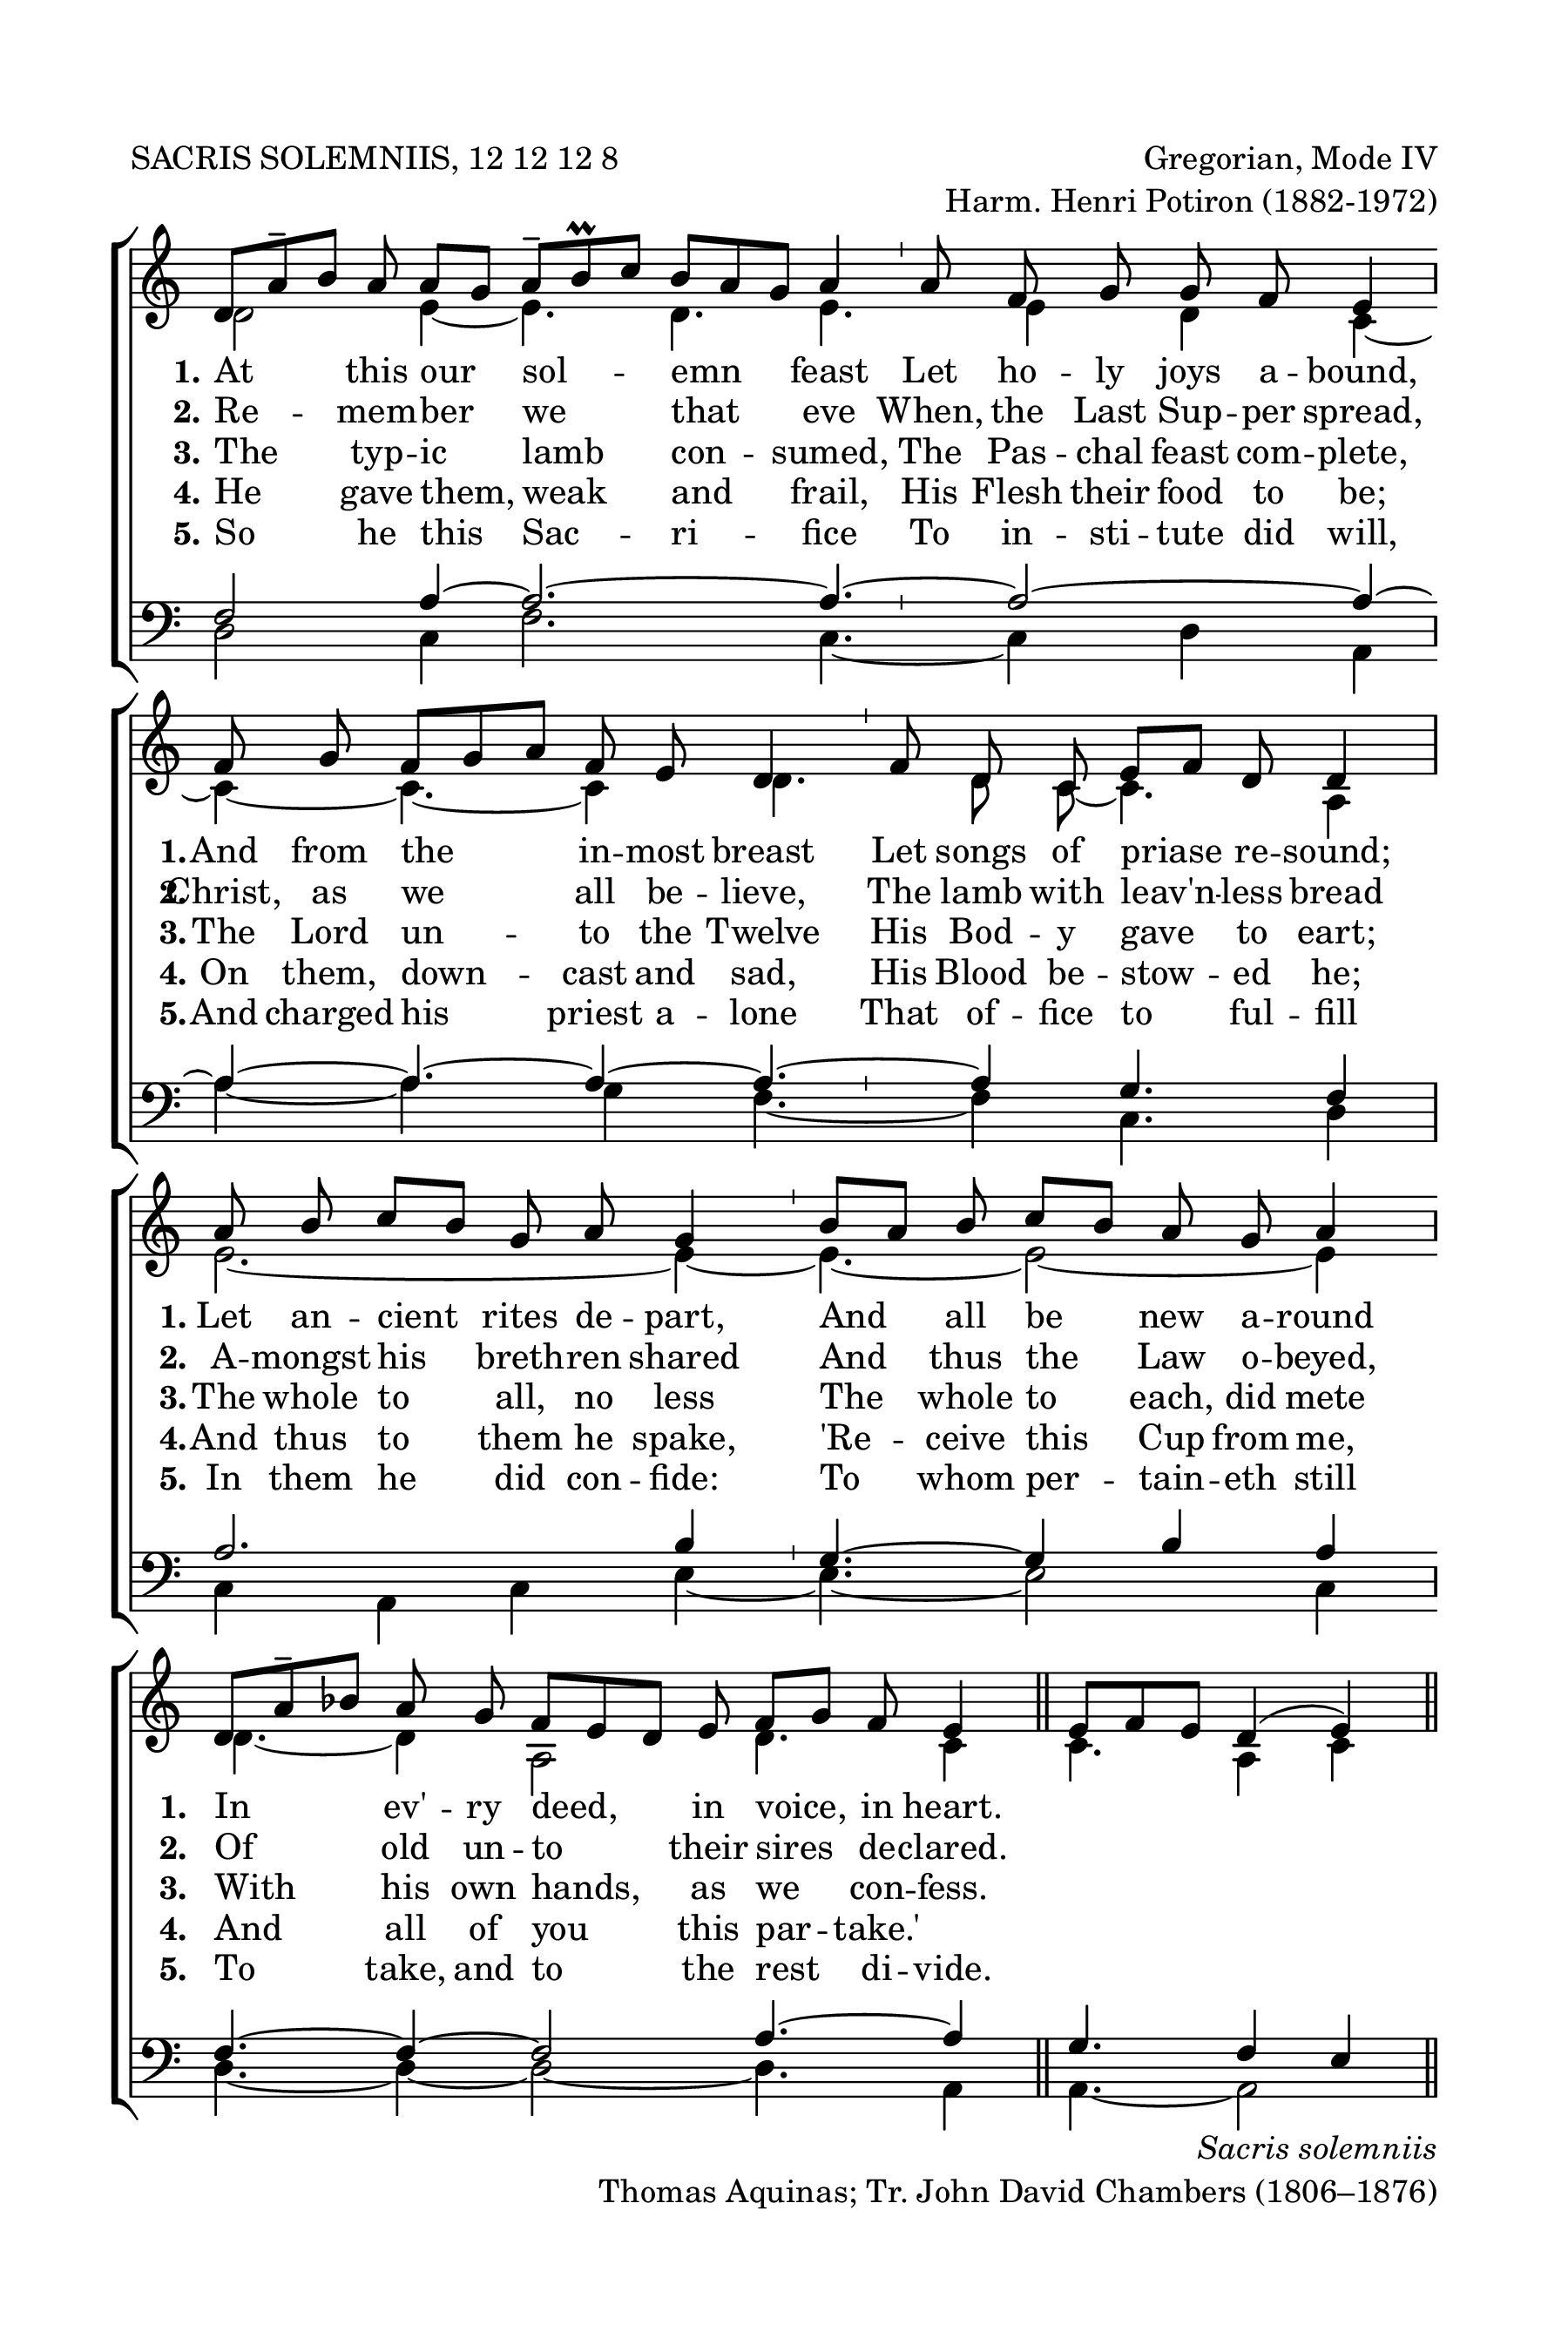 SACRIS SOLEMNIIS, 12 12 12 8
Gregorian, Mode IV
Harm. Henri Potiron (1882-1972)
1. At this our sol -- emn feast Let ho -- ly joys a -- bound,
2. Re -- member we that eve When, the Last Sup -- per spread,
3. The typ -- ic lamb con -- sumed, The Pas -- chal feast com -- plete,
4. He gave them, weak and frail, His Flesh their food to be;
5. So he this Sac -- ri -- fice To in -- sti -- tute did will,
1. And from the in -- most breast Let songs of priase re -- sound;
2. Christ, as we all be -- lieve, The lamb with leav'n -- less bread
3. The Lord un -- to the Twelve His Bod -- y gave to eart;
4. On them, down -- cast and sad, His Blood be -- stow -- ed he;
5. And charged his priest a -- lone That of -- fice to ful -- fill
1. Let an -- cient rites de -- part, And all be new a -- round
2. A -- mongst his breth -- ren shared And thus the Law o -- beyed,
3. The whole to all, no less The whole to each, did mete
4. And thus to them he spake, 'Re -- ceive this Cup from me,
5. In them he did con -- fide: To whom per -- tain -- eth still
1. In ev' -- ry deed, in voice, in heart.
2. Of old un -- to their sires declared.
3. With his own hands, as we con -- fess.
4. And all of you this par -- take.'
5. To take, and to the rest di -- vide.
Sacris solemniis
Thomas Aquinas; Tr. John David Chambers (1806–1876)